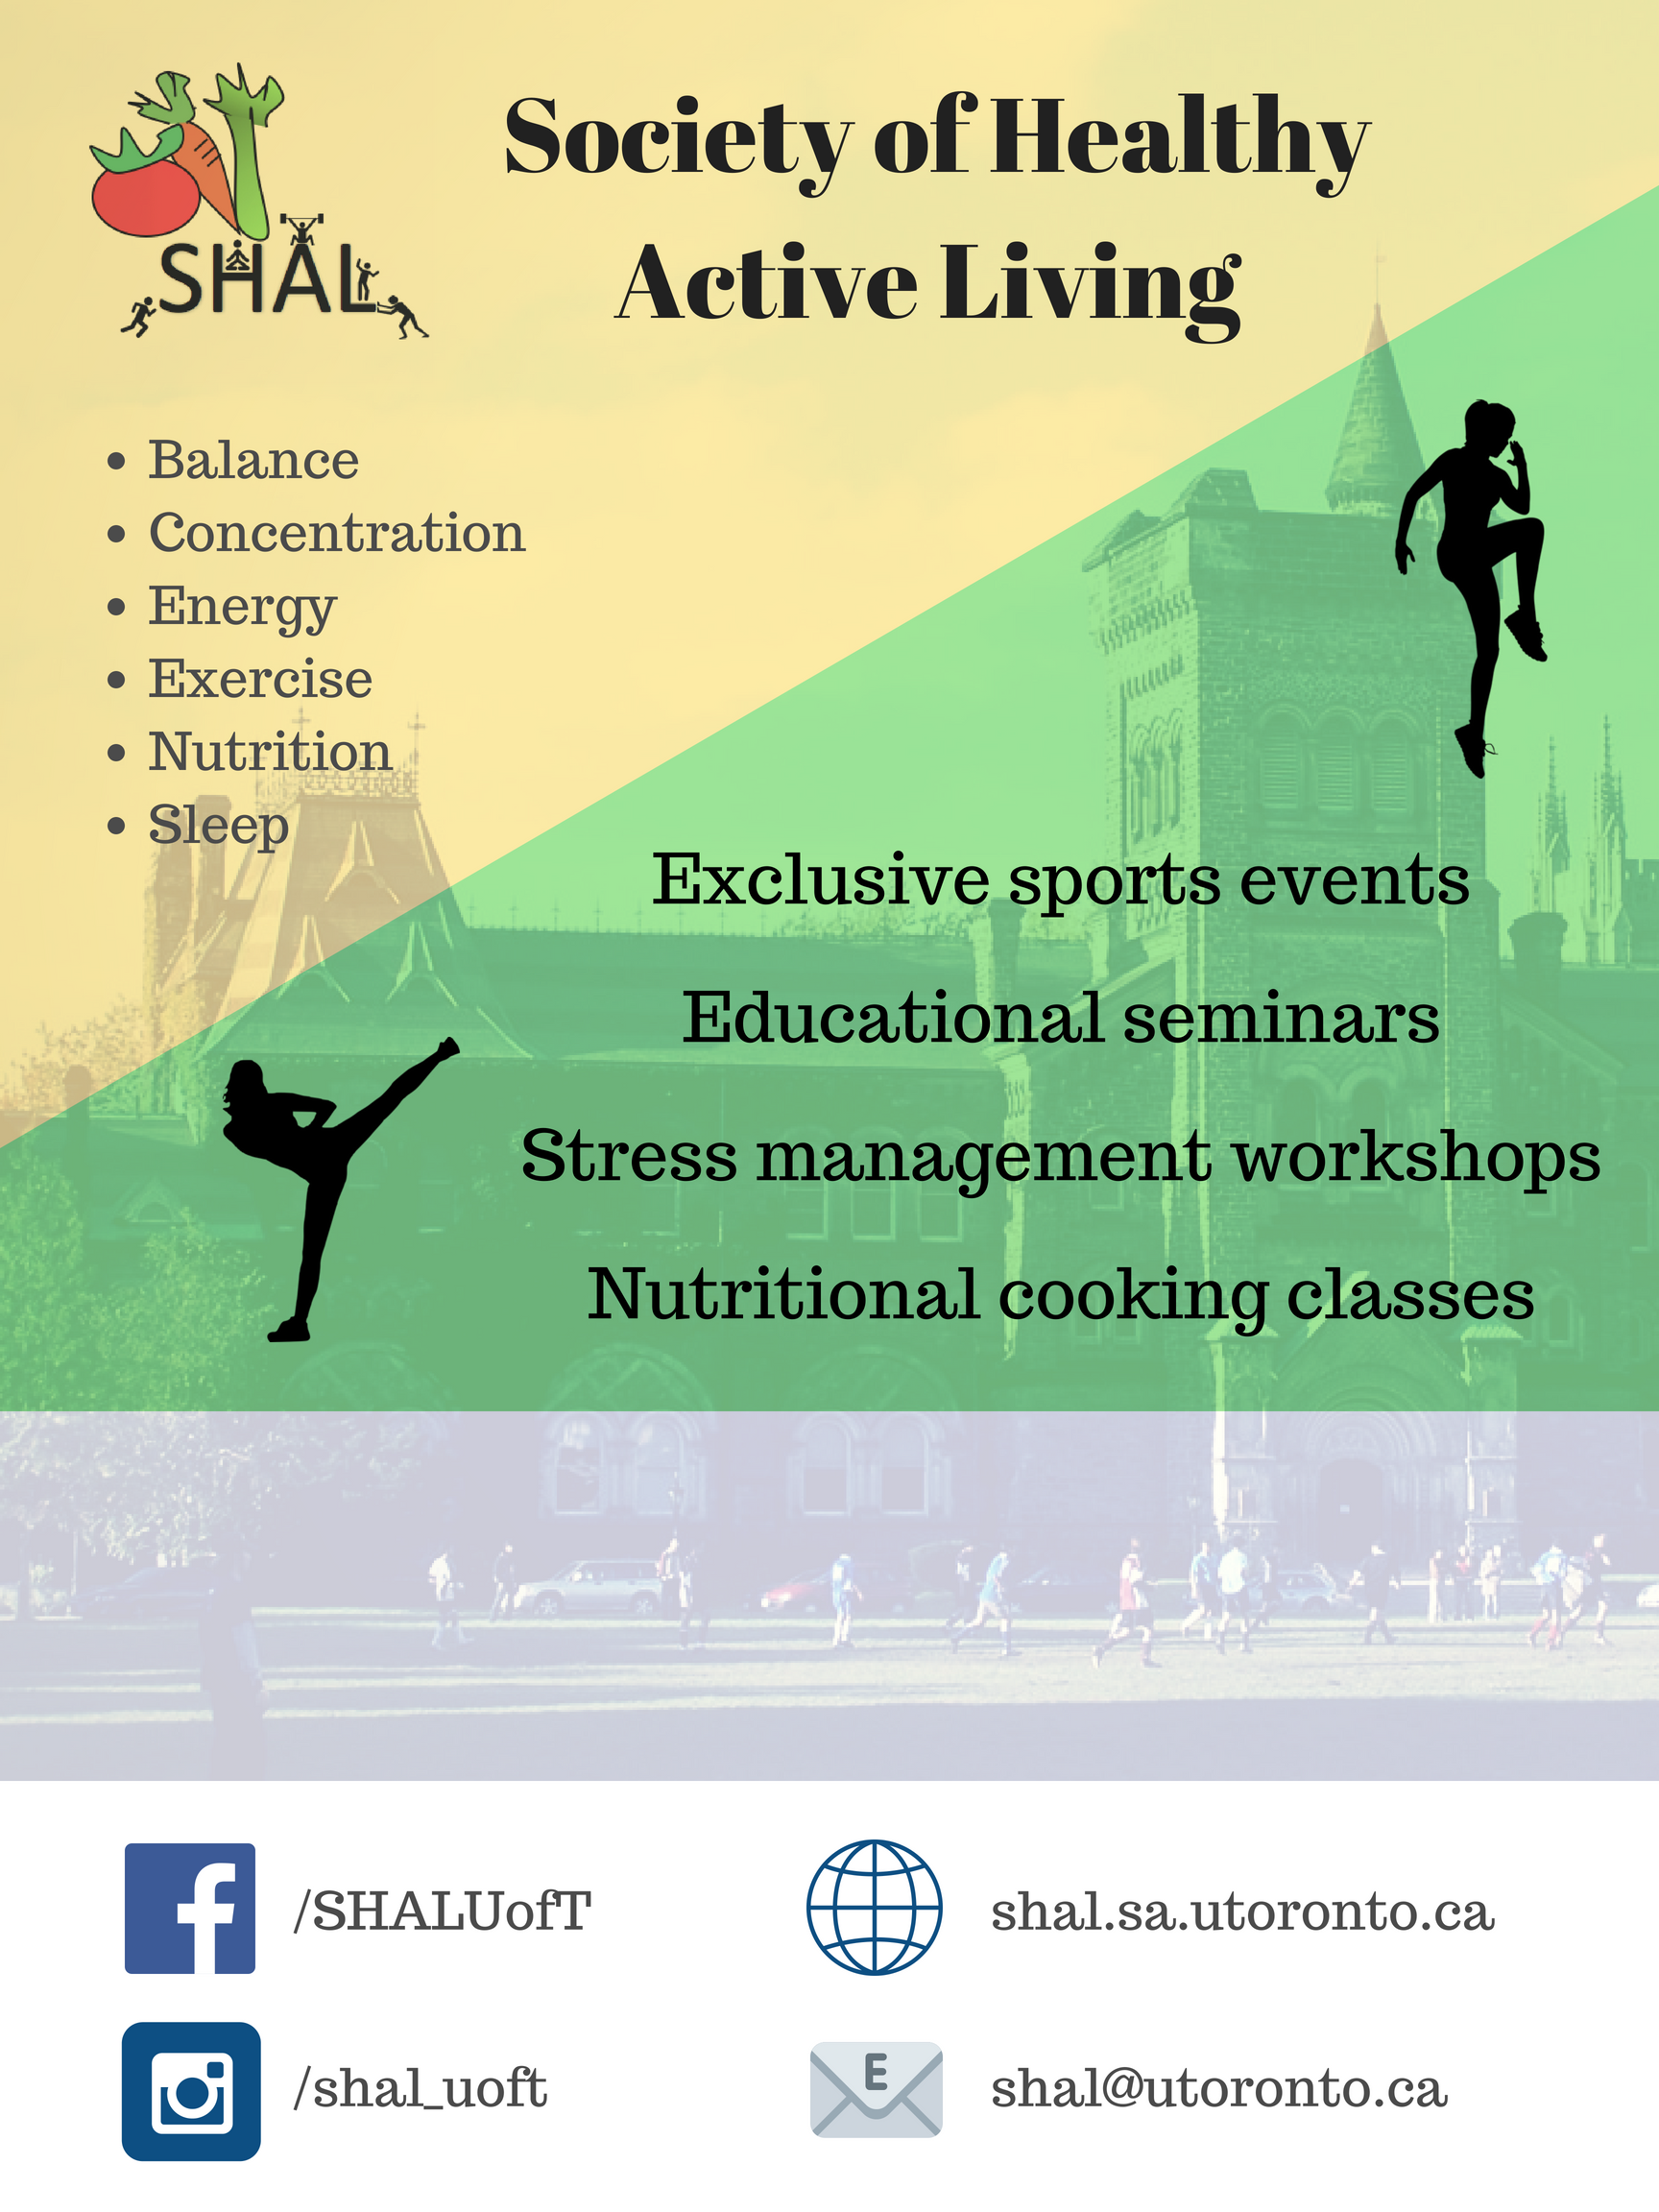 SHAL
Society of Healthy
Active Living
• Balance
• Concentration
• Energy
• Exercise
• Nutrition
• Sleep
Exclusive sports events
Educational seminars
Stress management workshops
Nutritional cooking classes
/SHALUofT
shal.sa.utoronto.ca
/shal_uoft
E
shal@utoronto.ca